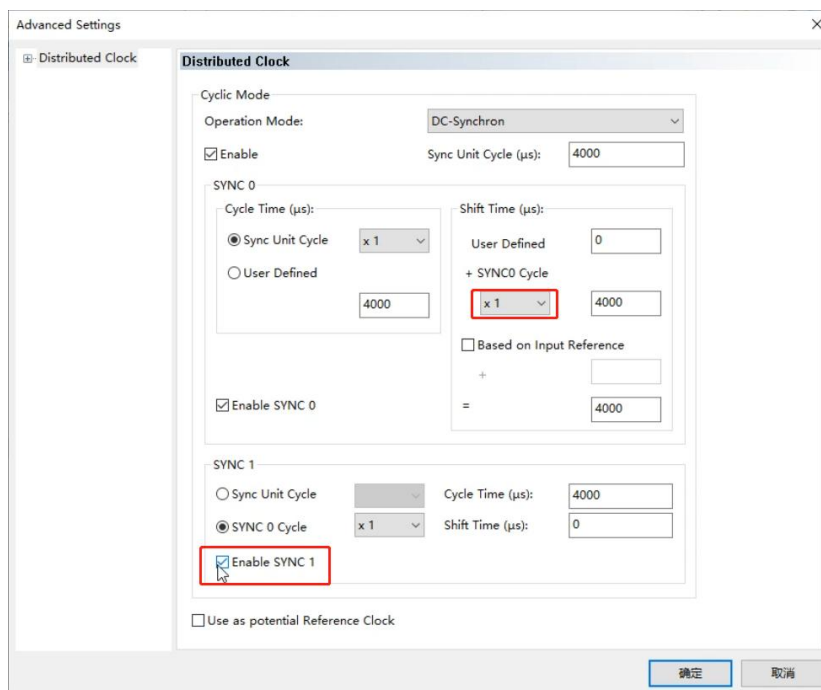 Advanced Settings
Distributed Clock
Distributed Clock
Cyclic Mode
Operation Mode: DC-Synchron
Enable Sync Unit Cycle (µs): 4000
SYNC 0
Cycle Time (µs): Shift Time (µs):
Sync Unit Cycle x 1 User Defined 0
User Defined + SYNC0 Cycle
4000 x 1 4000
Based on Input Reference
+
Enable SYNC 0 = 4000
SYNC 1
Sync Unit Cycle Cycle Time (µs): 4000
SYNC 0 Cycle x 1 Shift Time (µs): 0
Enable SYNC 1
Use as potential Reference Clock
确定 取消